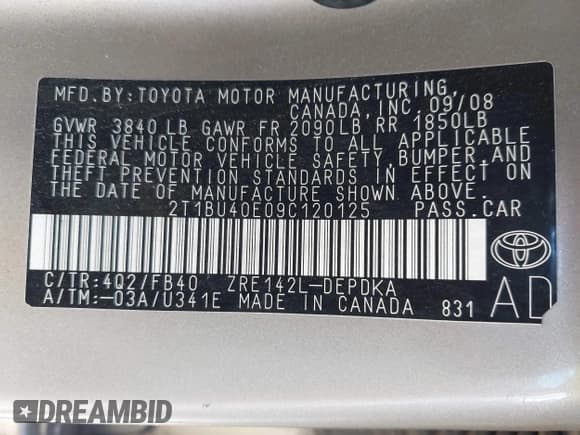 MFD. BY: TOYOTA MOTOR MANUFACTURING,
CANADA, INC. 09/08
GVWR 3840 LB GAWR FR 2090LB RR 1850LB
THIS VEHICLE CONFORMS TO ALL APPLICABLE
FEDERAL MOTOR VEHICLE SAFETY, BUMPER, AND
THEFT PREVENTION STANDARDS IN EFFECT ON
THE DATE OF MANUFACTURE SHOWN ABOVE.
2T1BU40E09C120125 PASS. CAR
C/TR: 4Q2/FB40 ZRE142L-DEPDKA
A/TM: -03A/U341E MADE IN CANADA 831
AD
DREAMBID